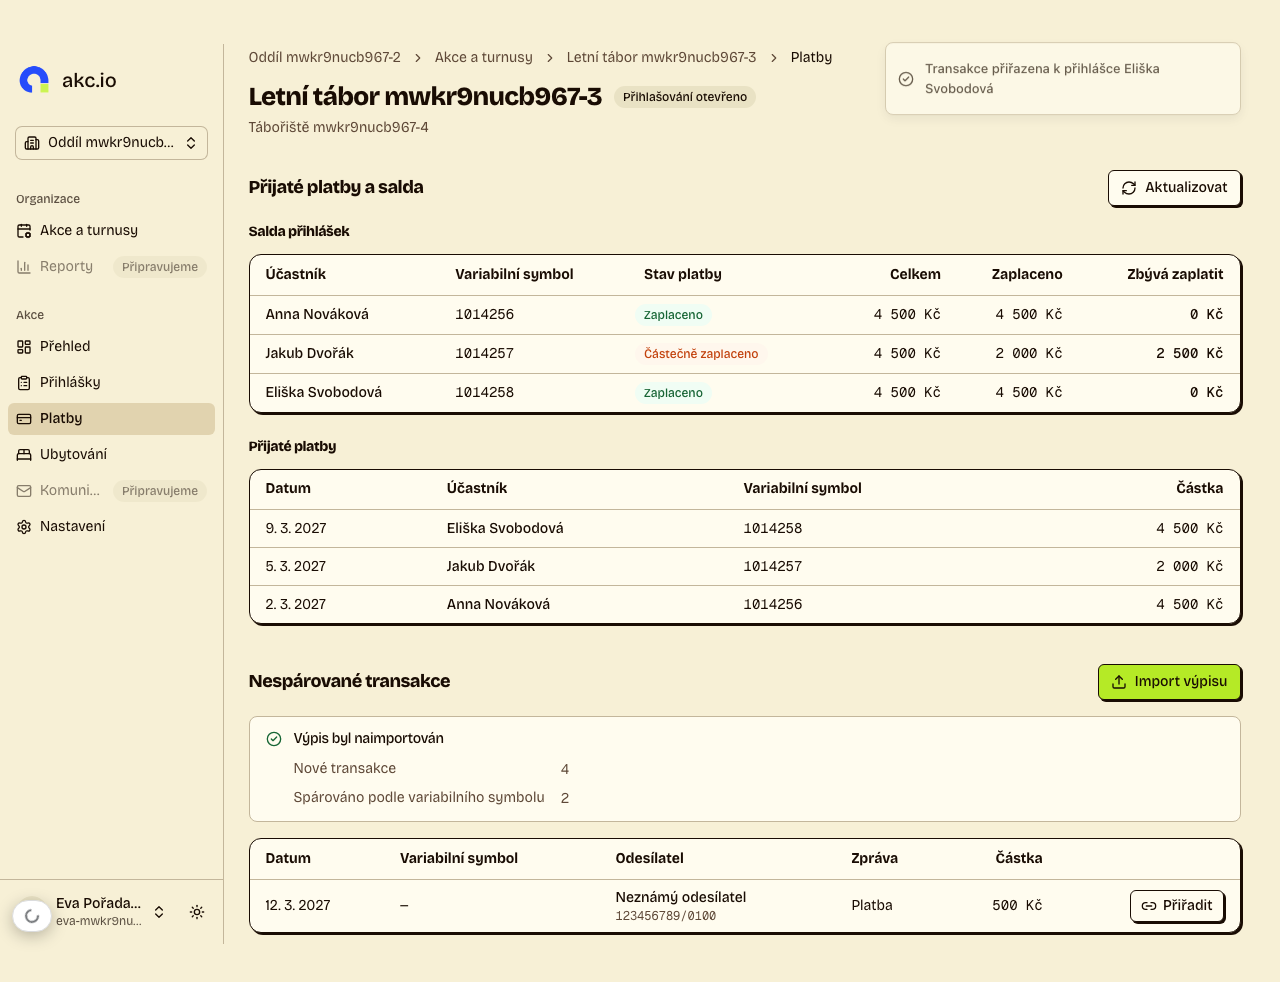 akc.io
Oddíl mwkr9nucb...
Organizace
Akce a turnusy
Reporty Připravujeme
Akce
Přehled
Přihlášky
Platby
Ubytování
Komuni... Připravujeme
Nastavení
Eva Pořada...
eva-mwkr9nu...
Oddíl mwkr9nucb967-2 > Akce a turnusy > Letní tábor mwkr9nucb967-3 > Platby
Letní tábor mwkr9nucb967-3 Přihlašování otevřeno
Tábořiště mwkr9nucb967-4
Transakce přiřazena k přihlášce Eliška
Svobodová
Přijaté platby a salda Aktualizovat
Salda přihlášek
Účastník Variabilní symbol Stav platby Celkem Zaplaceno Zbývá zaplatit
Anna Nováková 1014256 Zaplaceno 4 500 Kč 4 500 Kč 0 Kč
Jakub Dvořák 1014257 Částečně zaplaceno 4 500 Kč 2 000 Kč 2 500 Kč
Eliška Svobodová 1014258 Zaplaceno 4 500 Kč 4 500 Kč 0 Kč
Přijaté platby
Datum Účastník Variabilní symbol Částka
9. 3. 2027 Eliška Svobodová 1014258 4 500 Kč
5. 3. 2027 Jakub Dvořák 1014257 2 000 Kč
2. 3. 2027 Anna Nováková 1014256 4 500 Kč
Nespárované transakce Import výpisu
Výpis byl naimportován
Nové transakce 4
Spárováno podle variabilního symbolu 2
Datum Variabilní symbol Odesílatel Zpráva Částka
12. 3. 2027 – Neznámý odesílatel Platba 500 Kč Přiřadit
123456789/0100